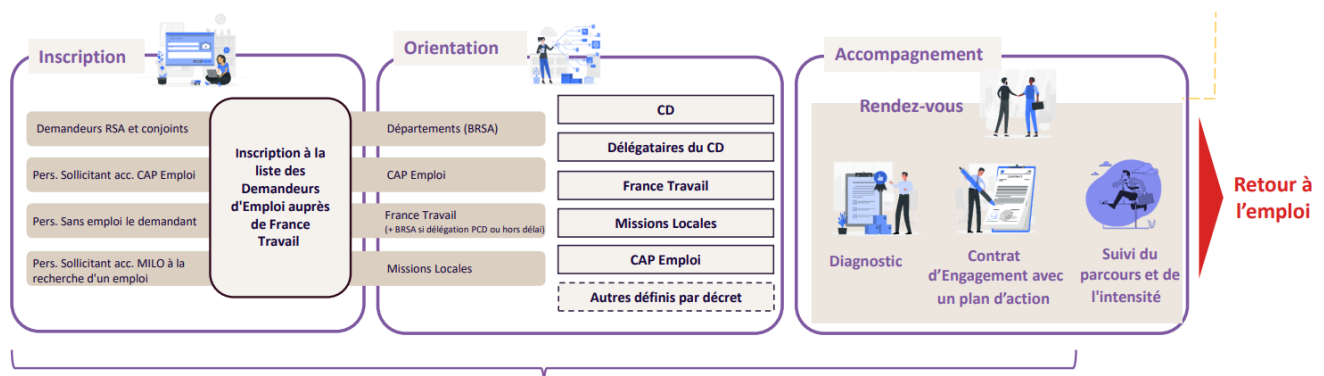 Inscription
Demandeurs RSA et conjoints
Pers. Sollicitant acc. CAP Emploi
Pers. Sans emploi le demandant
Pers. Sollicitant acc. MILO à la
recherche d'un emploi
Inscription à la
liste des
Demandeurs
d'Emploi auprès
de France
Travail
Orientation
Départements (BRSA)
CAP Emploi
France Travail
(+ BRSA si délégation PCD ou hors délai)
Missions Locales
CD
Délégataires du CD
France Travail
Missions Locales
CAP Emploi
Autres définis par décret
Accompagnement
Rendez-vous
Diagnostic
Contrat
d'Engagement avec
un plan d'action
Suivi du
parcours et de
l'intensité
Retour à
l'emploi